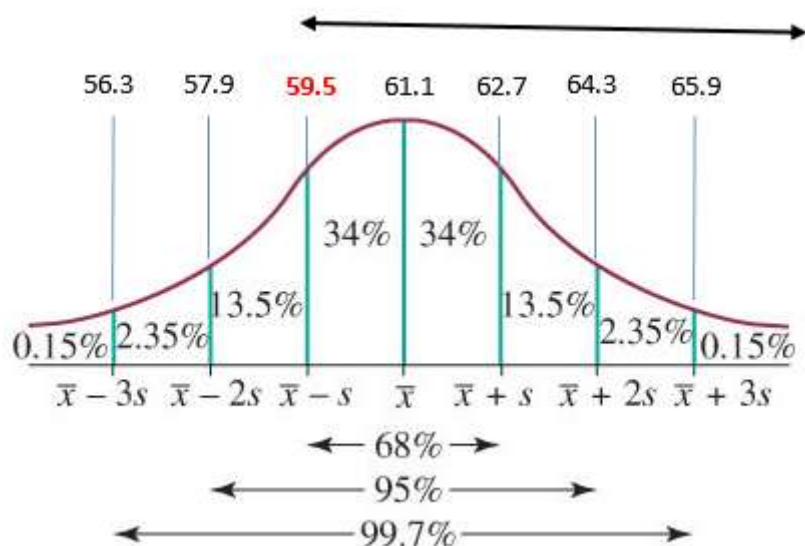 56.3 57.9 59.5 61.1 62.7 64.3 65.9
34% 34%
13.5% 13.5%
0.15% 2.35% 2.35% 0.15%
x̅ − 3s x̅ − 2s x̅ − s x̅ x̅ + s x̅ + 2s x̅ + 3s
68%
95%
99.7%